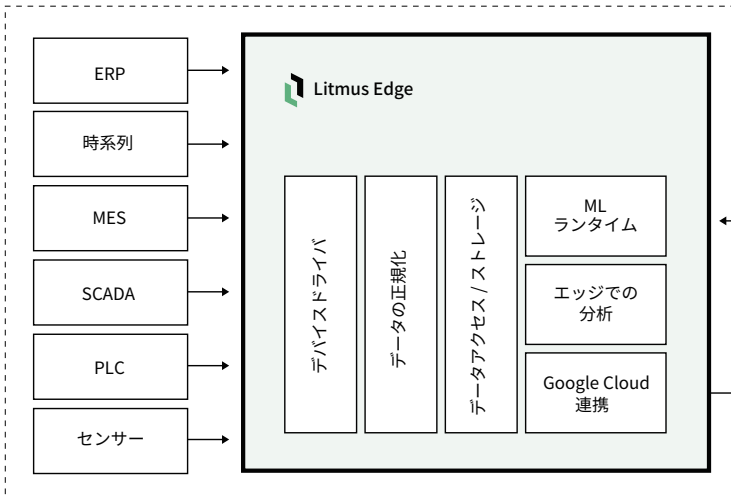 ERP
時系列
MES
SCADA
PLC
センサー
Litmus Edge
デバイスドライバ
データの正規化
データアクセス / ストレージ
ML
ランタイム
エッジでの
分析
Google Cloud
連携